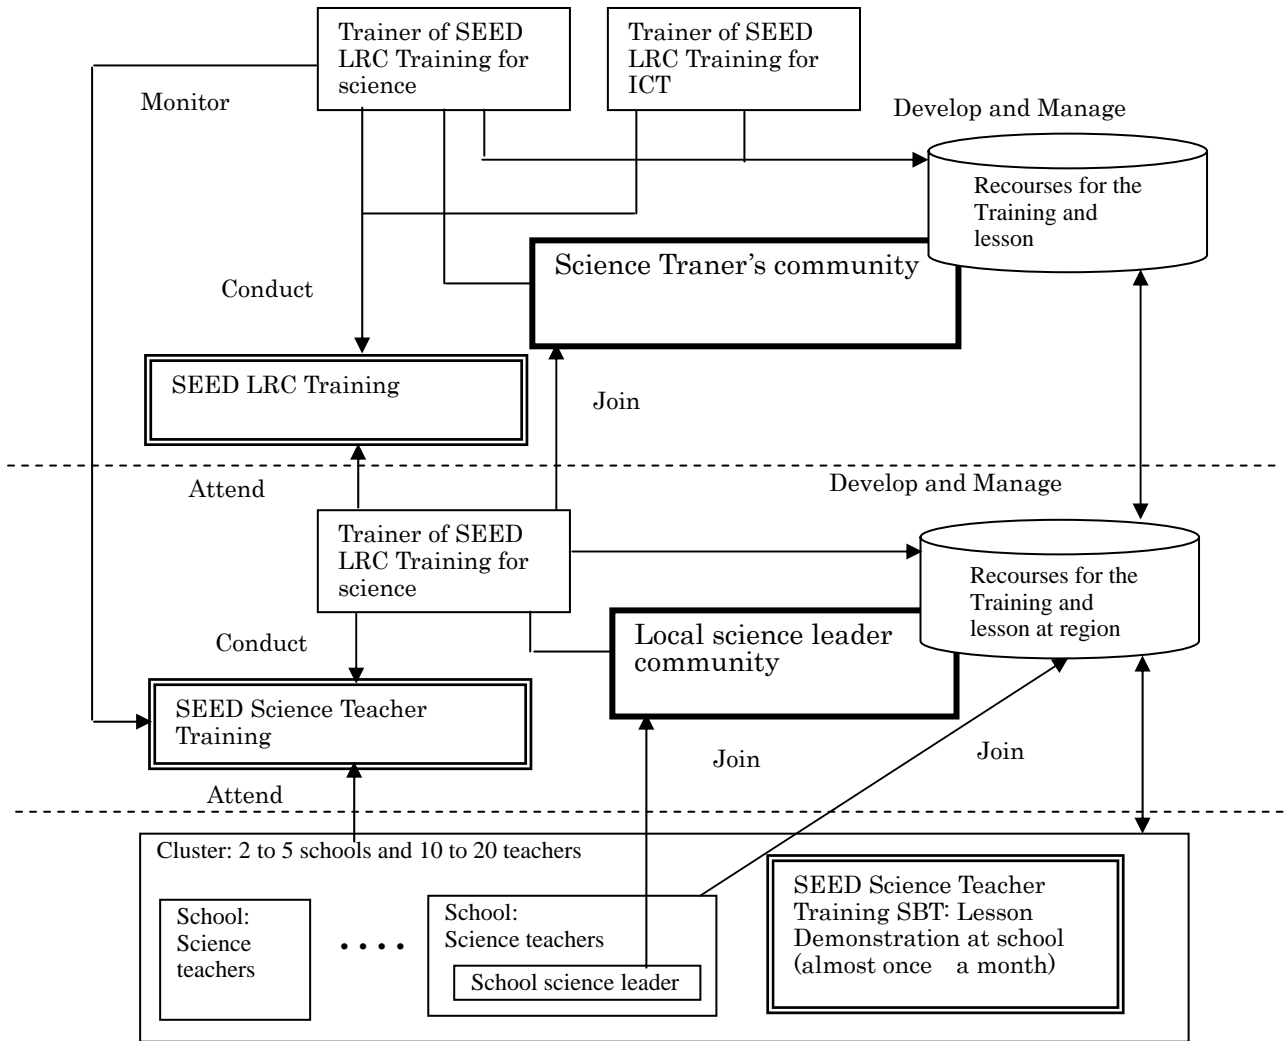 Trainer of SEED
LRC Training for
science
Trainer of SEED
LRC Training for
ICT
Monitor
Develop and Manage
Recourses for the
Training and
lesson
Science Traner's community
Conduct
SEED LRC Training
Join
Attend
Develop and Manage
Trainer of SEED
LRC Training for
science
Recourses for the
Training and
lesson at region
Local science leader
community
Conduct
SEED Science Teacher
Training
Join
Join
Attend
Cluster: 2 to 5 schools and 10 to 20 teachers
School:
Science
teachers
....
School:
Science teachers
School science leader
SEED Science Teacher
Training SBT: Lesson
Demonstration at school
(almost once a month)